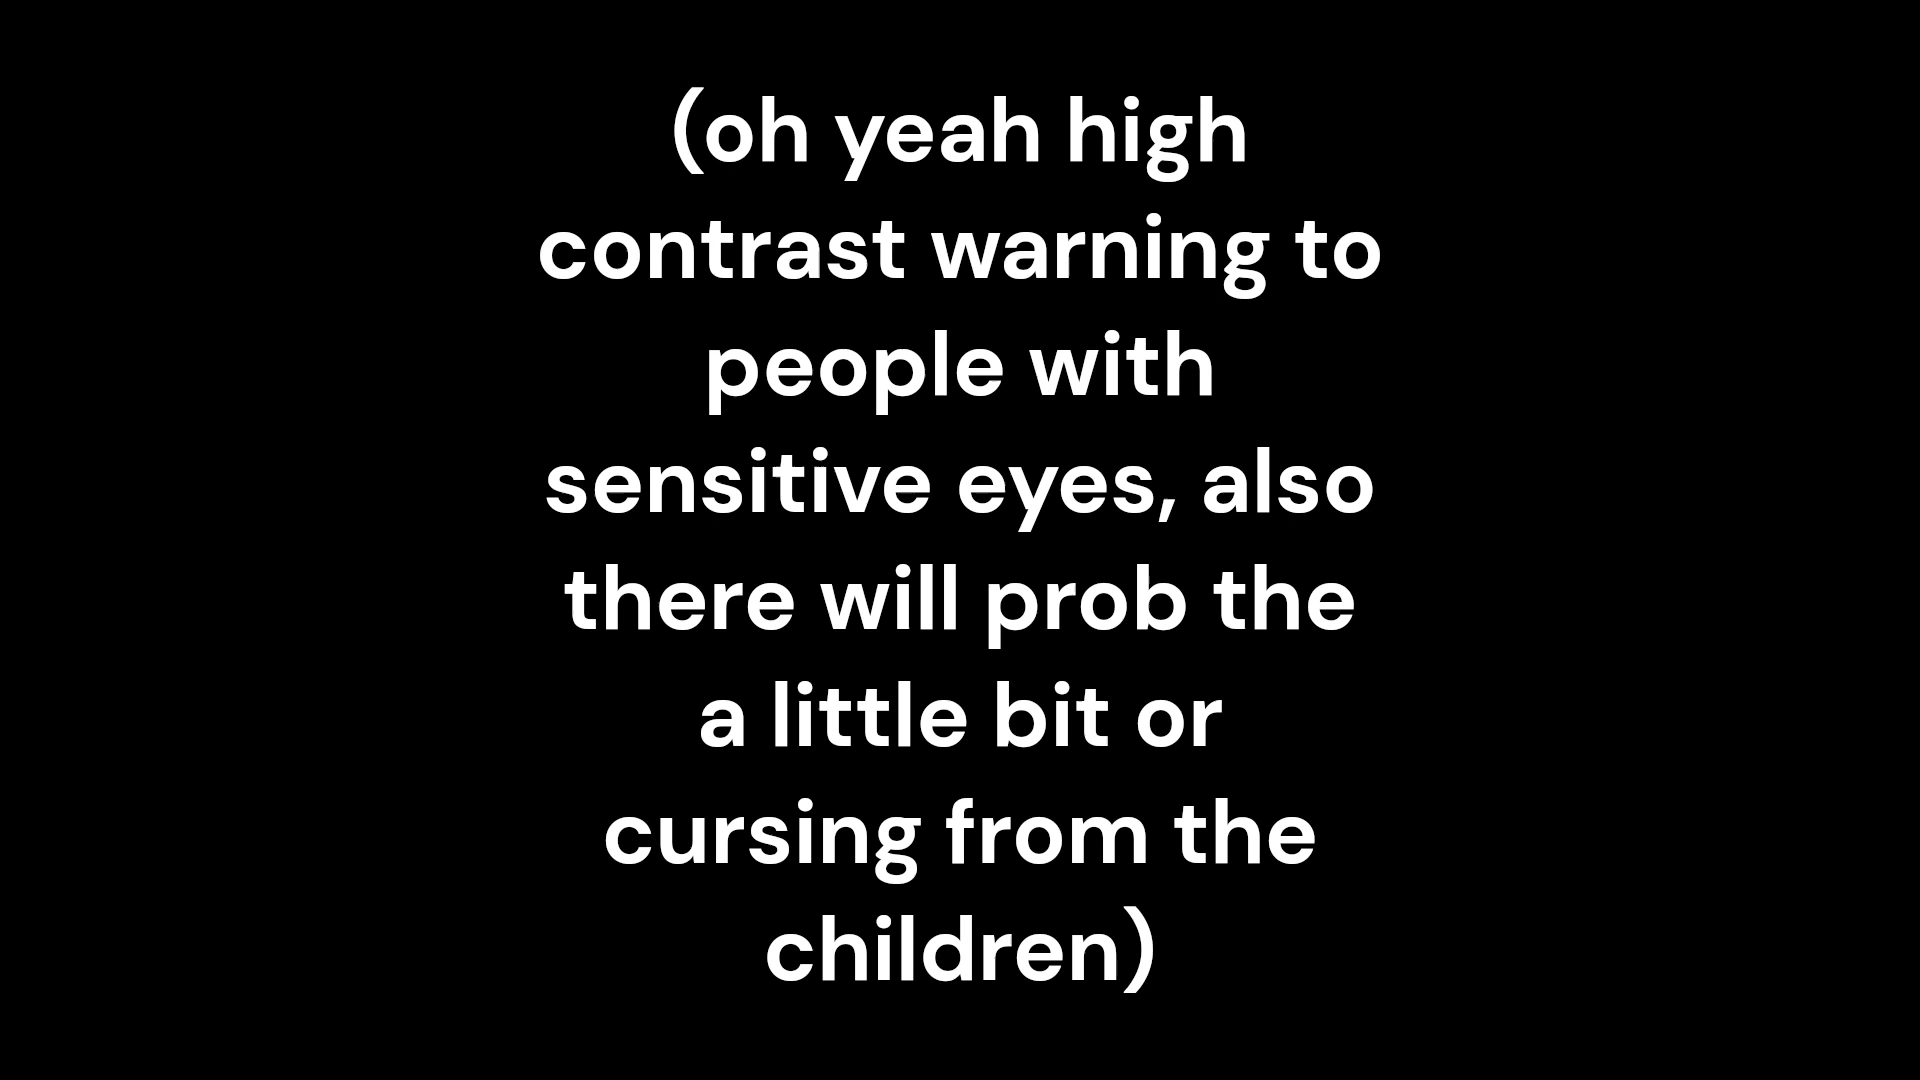 (oh yeah high
contrast warning to
people with
sensitive eyes, also
there will prob the
a little bit or
cursing from the
children)